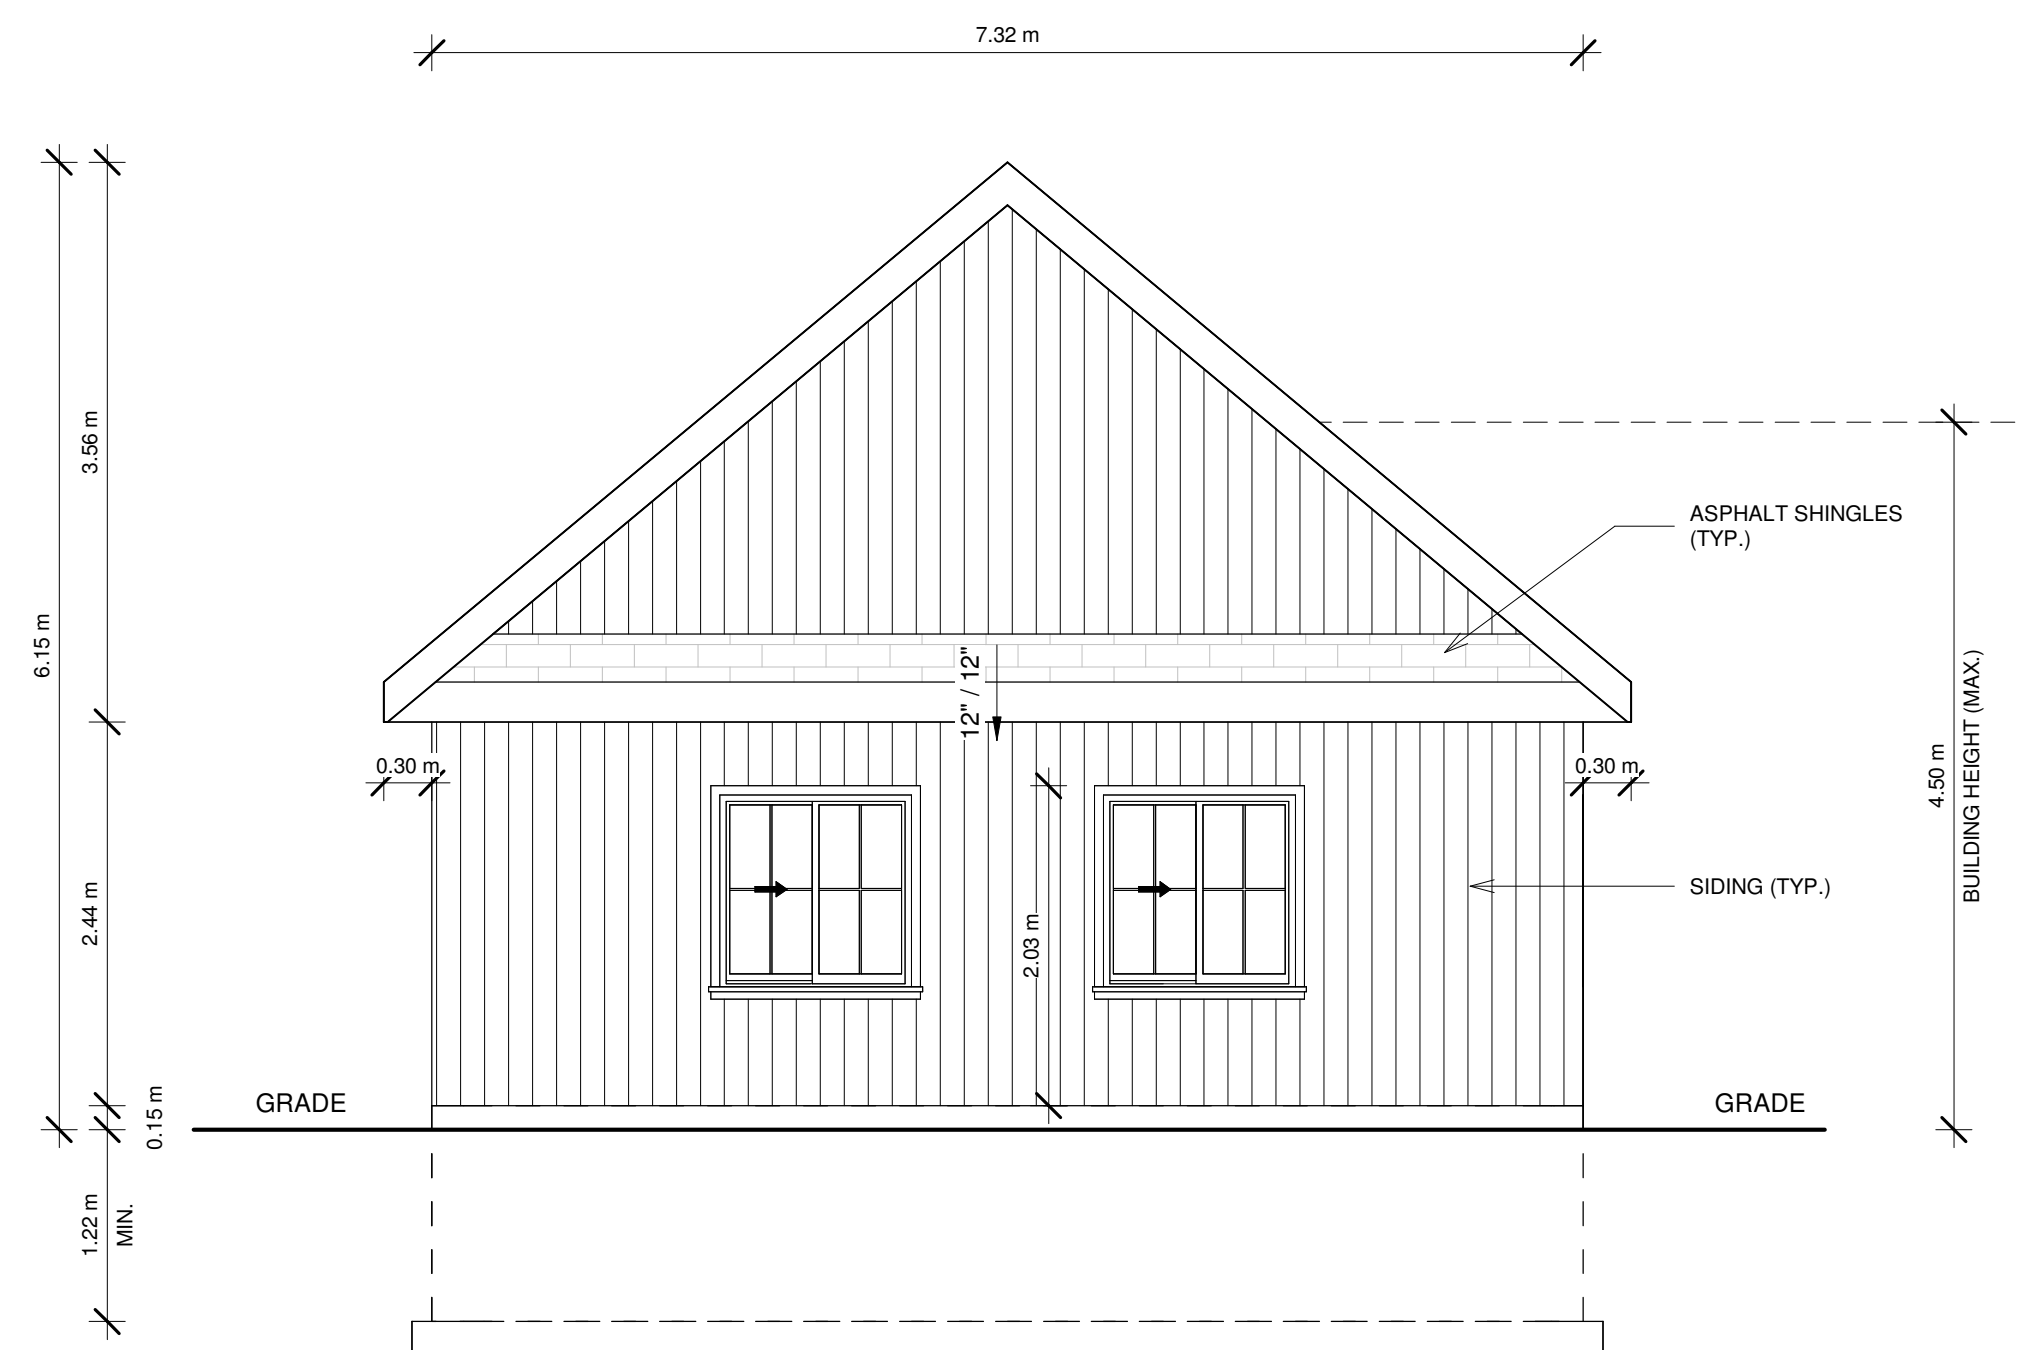 7.32 m
3.56 m
6.15 m
2.44 m
0.15 m
1.22 m
MIN.
GRADE
0.30 m
12" / 12"
2.03 m
0.30 m
ASPHALT SHINGLES
(TYP.)
SIDING (TYP.)
4.50 m
BUILDING HEIGHT (MAX.)
GRADE